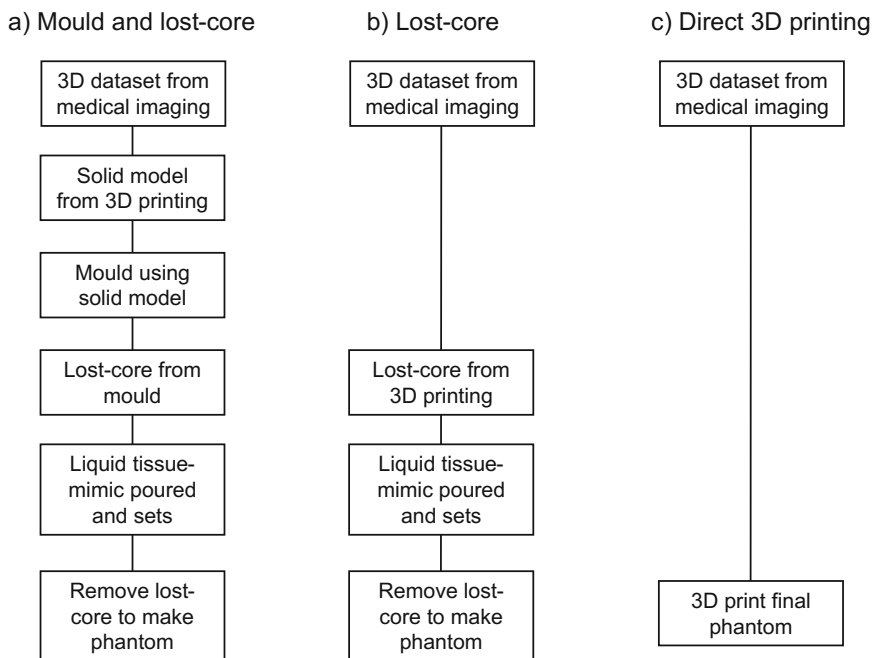 a) Mould and lost-core
3D dataset from
medical imaging
Solid model
from 3D printing
Mould using
solid model
Lost-core from
mould
Liquid tissue-
mimic poured
and sets
Remove lost-
core to make
phantom
b) Lost-core
3D dataset from
medical imaging
Lost-core from
3D printing
Liquid tissue-
mimic poured
and sets
Remove lost-
core to make
phantom
c) Direct 3D printing
3D dataset from
medical imaging
3D print final
phantom